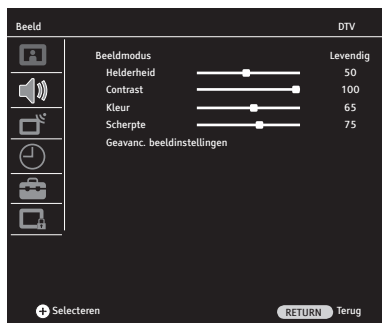 Beeld DTV
Beeldmodus Levendig
Helderheid 50
Contrast 100
Kleur 65
Scherpte 75
Geavanc. beeldinstellingen
Selecteren RETURN Terug